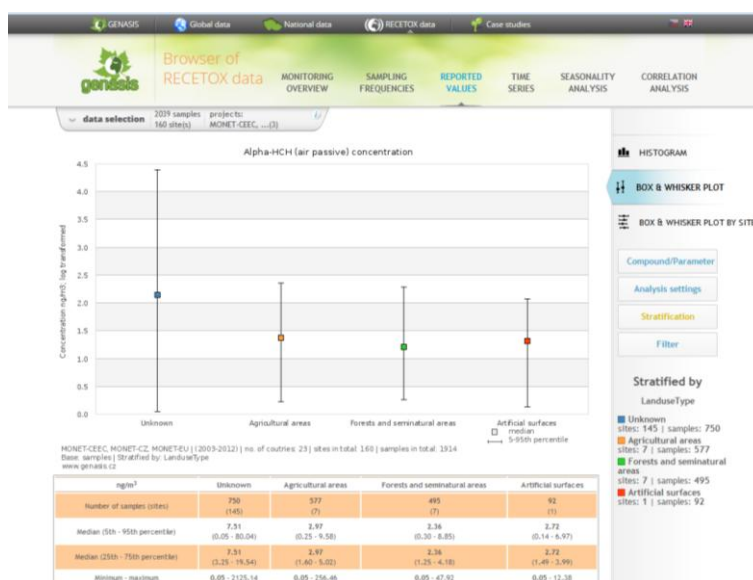 GENASIS Global data National data RECETOX data Case studies
genasis
Browser of
RECETOX data
MONITORING
OVERVIEW
SAMPLING
FREQUENCIES
REPORTED
VALUES
TIME
SERIES
SEASONALITY
ANALYSIS
CORRELATION
ANALYSIS
data selection
2039 samples
160 site(s)
projects:
MONET-CEEC, ...(3)
Alpha-HCH (air passive) concentration
Concentration ng/m3; log transformed
4.5
4.0
3.5
3.0
2.5
2.0
1.5
1.0
0.5
0.0
Unknown Agricultural areas Forests and seminatural areas Artificial surfaces
median
5-95th percentile
MONET-CEEC, MONET-CZ, MONET-EU | (2003-2012) | no. of coutries: 23 | sites in total: 160 | samples in total: 1914
Base: samples | Stratified by: LanduseType
www.genasis.cz
ng/m³ Unknown Agricultural areas Forests and seminatural areas Artificial surfaces
Number of samples (sites) 750 577 495 92
(145) (7) (7) (1)
Median (5th - 95th percentile) 7.51 2.97 2.36 2.72
(0.05 - 80.04) (0.25 - 9.58) (0.30 - 8.85) (0.14 - 6.97)
Median (25th - 75th percentile) 7.51 2.97 2.36 2.72
(3.25 - 19.54) (1.60 - 5.02) (1.25 - 4.18) (1.49 - 3.99)
Minimum - maximum 0.05 - 2125.14 0.05 - 256.46 0.05 - 47.92 0.05 - 12.38
HISTOGRAM
BOX & WHISKER PLOT
BOX & WHISKER PLOT BY SITE
Compound/Parameter
Analysis settings
Stratification
Filter
Stratified by
LanduseType
Unknown
sites: 145 | samples: 750
Agricultural areas
sites: 7 | samples: 577
Forests and seminatural
areas
sites: 7 | samples: 495
Artificial surfaces
sites: 1 | samples: 92